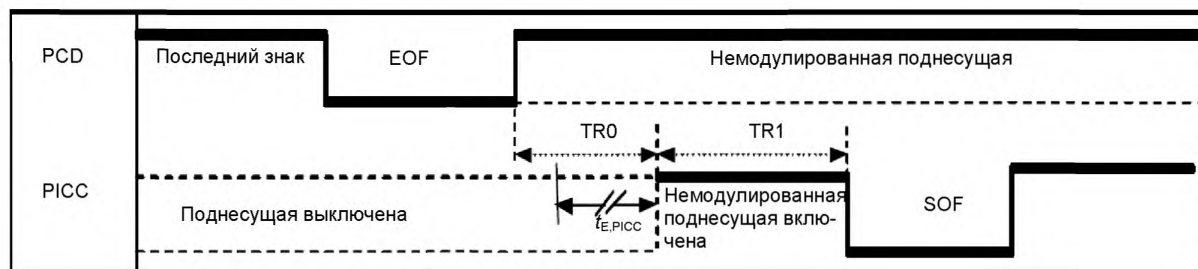 PCD
Последний знак
EOF
Немодулированная поднесущая
TR0
TR1
PICC
Поднесущая выключена
tE,PICC
Немодулированная
поднесущая вклю-
чена
SOF